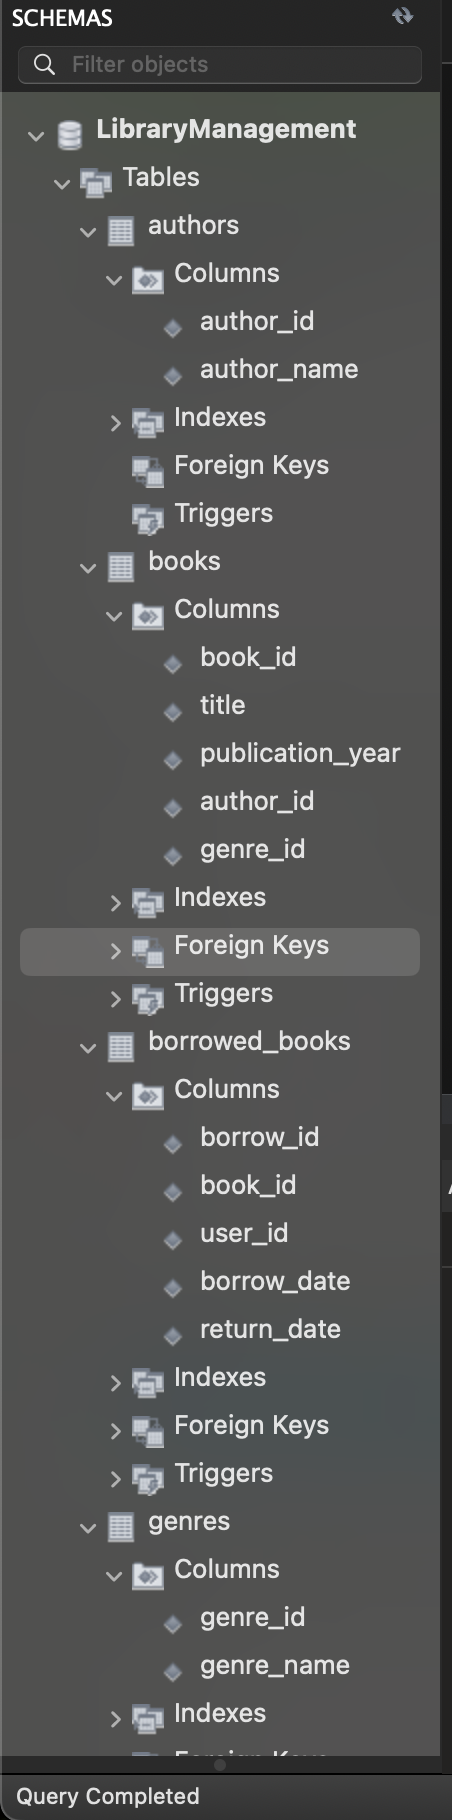 SCHEMAS
Filter objects
LibraryManagement
Tables
authors
Columns
author_id
author_name
Indexes
Foreign Keys
Triggers
books
Columns
book_id
title
publication_year
author_id
genre_id
Indexes
Foreign Keys
Triggers
borrowed_books
Columns
borrow_id
book_id
user_id
borrow_date
return_date
Indexes
Foreign Keys
Triggers
genres
Columns
genre_id
genre_name
Indexes
Foreign Keys
Query Completed